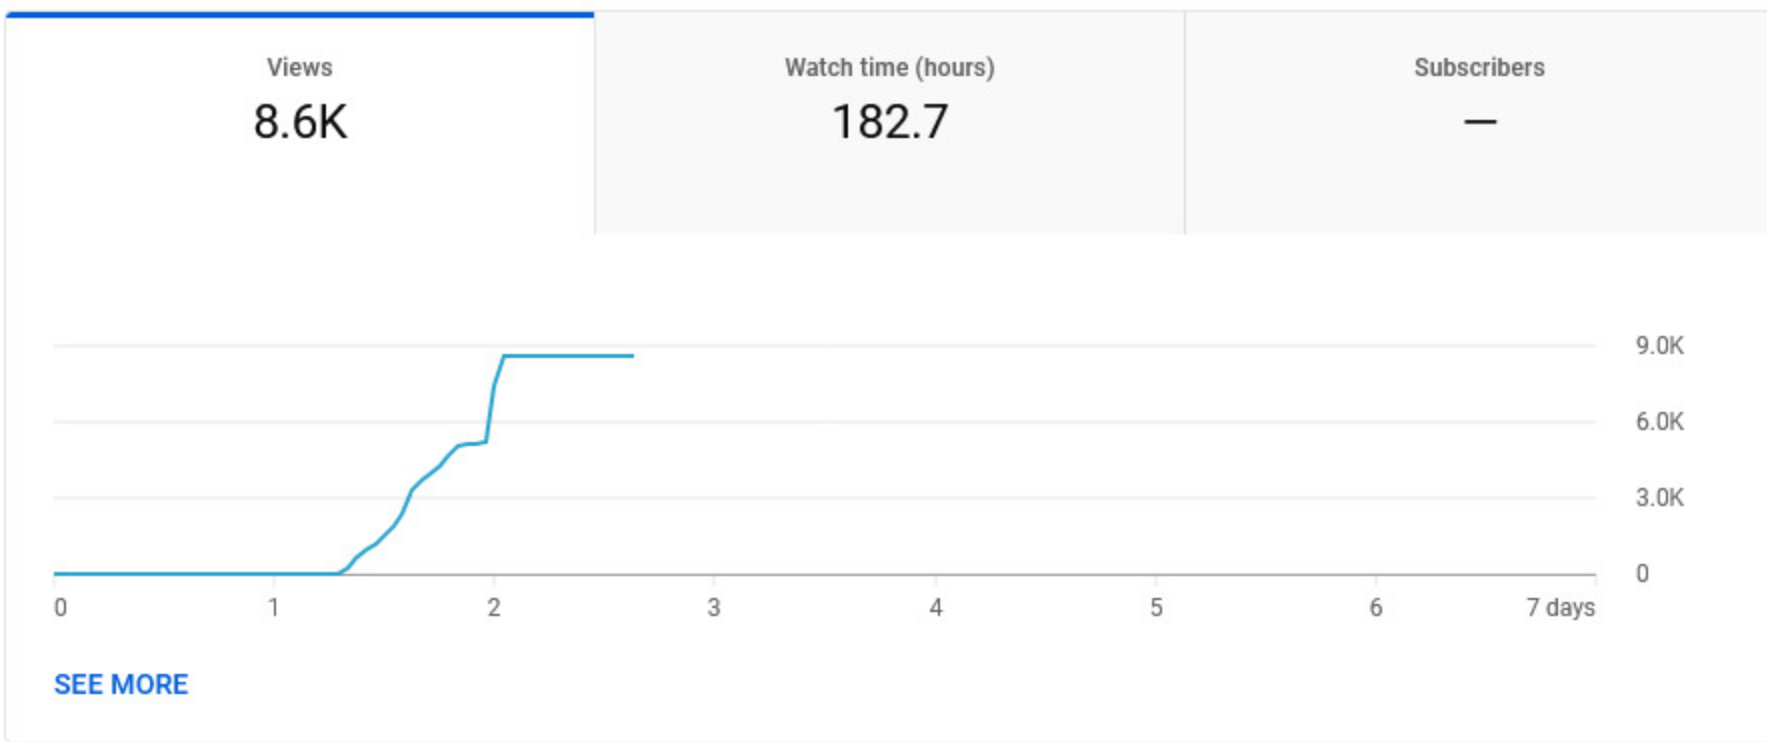 Views
8.6K
Watch time (hours)
182.7
Subscribers
—
9.0K
6.0K
3.0K
0
0 1 2 3 4 5 6 7 days
SEE MORE